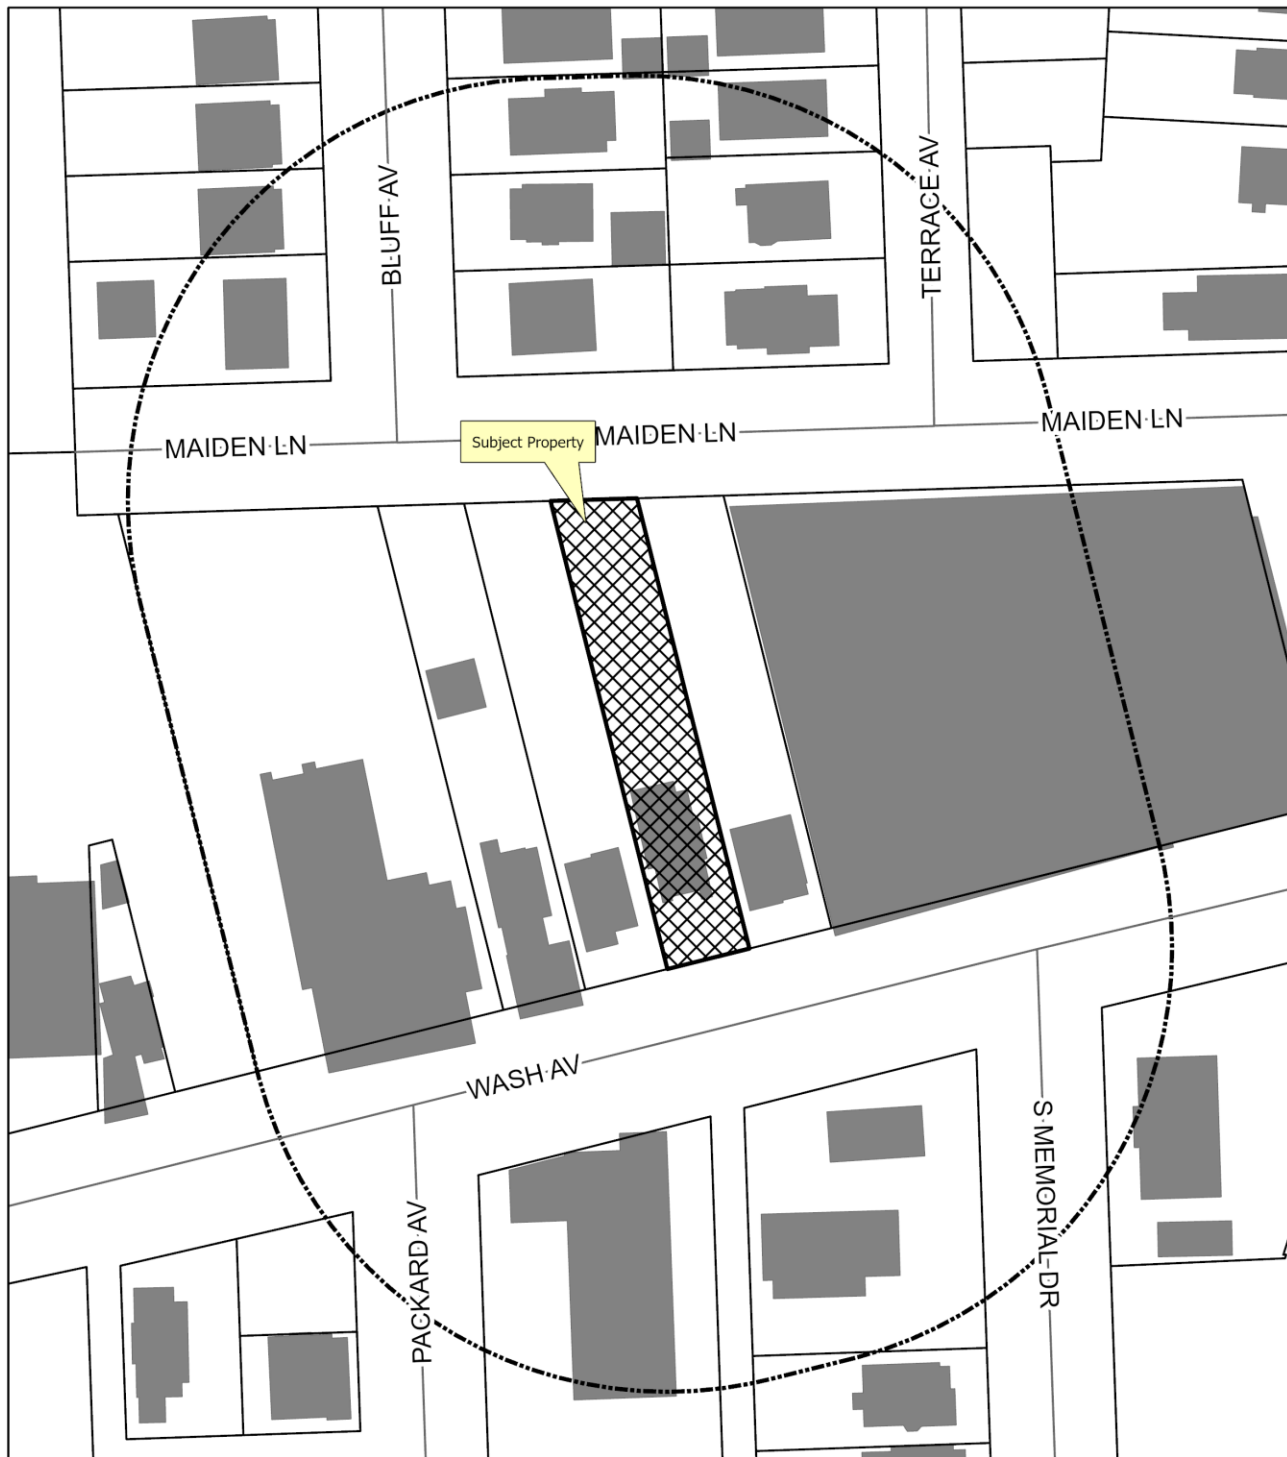 BLUFF AV
TERRACE AV
MAIDEN LN
Subject Property
MAIDEN LN
MAIDEN LN
WASH AV
PACKARD AV
S MEMORIAL DR